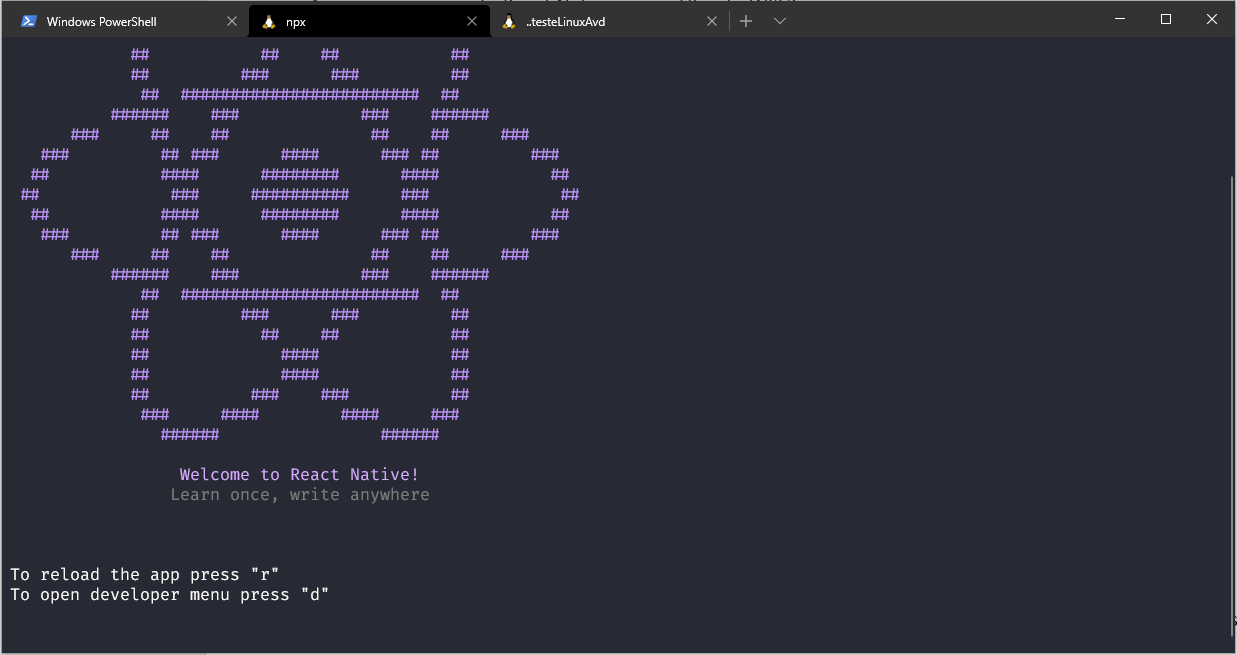 Windows PowerShell
npx
..testeLinuxAvd
## ## ## ##
## ### ### ##
## ######################## ##
###### ### ### ######
### ## ## ## ## ###
### ## ### #### ### ## ###
## #### ######## #### ##
## ### ########## ### ##
## #### ######## #### ##
### ## ### #### ### ## ###
### ## ## ## ## ###
###### ### ### ######
## ######################## ##
## ### ### ##
## ## ## ##
## #### ##
## #### ##
## ### ### ##
### #### #### ###
###### ######
Welcome to React Native!
Learn once, write anywhere
To reload the app press "r"
To open developer menu press "d"